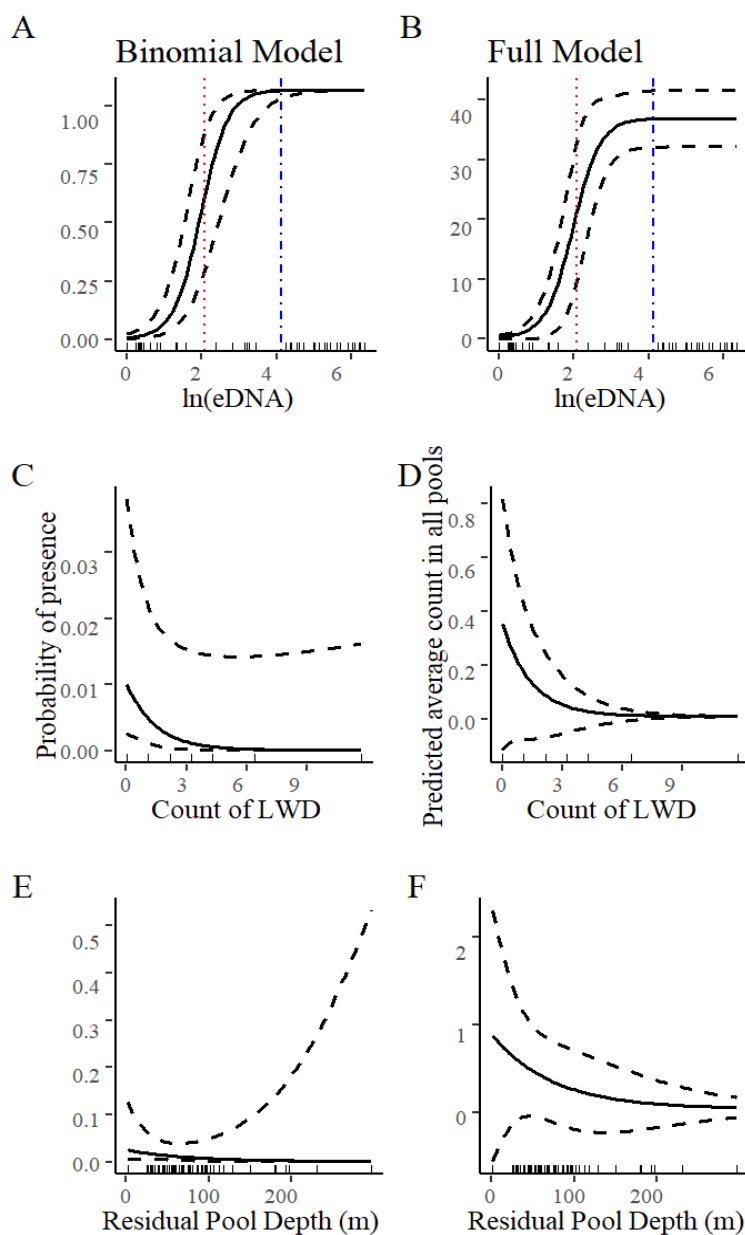 A
B
Binomial Model
Full Model
1.00
0.75
0.50
0.25
0.00
40
30
20
10
0
0 2 4 6
0 2 4 6
ln(eDNA)
ln(eDNA)
C
D
Probability of presence
Predicted average count in all pools
0.03
0.02
0.01
0.00
0.8
0.6
0.4
0.2
0.0
0 3 6 9
0 3 6 9
Count of LWD
Count of LWD
E
F
0.5
0.4
0.3
0.2
0.1
0.0
2
1
0
0 100 200
0 100 200
Residual Pool Depth (m)
Residual Pool Depth (m)